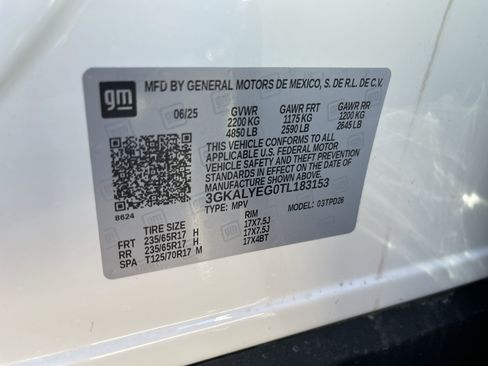 gm
MFD BY GENERAL MOTORS DE MEXICO, S. DE R.L. DE C.V.
06/25 GVWR GAWR FRT GAWR RR
2200 KG 1175 KG 1200 KG
4850 LB 2590 LB 2645 LB
THIS VEHICLE CONFORMS TO ALL
APPLICABLE U.S. FEDERAL MOTOR
VEHICLE SAFETY AND THEFT PREVENTION
STANDARDS IN EFFECT ON THE DATE OF
MANUFACTURE SHOWN ABOVE.
3GKALYEG0TL183153
TYPE: MPV MODEL: 03TPD26
8624
TIRE SIZE RIM
FRT 235/65R17 H 17X7.5J
RR 235/65R17 H 17X7.5J
SPA T125/70R17 M 17X4BT